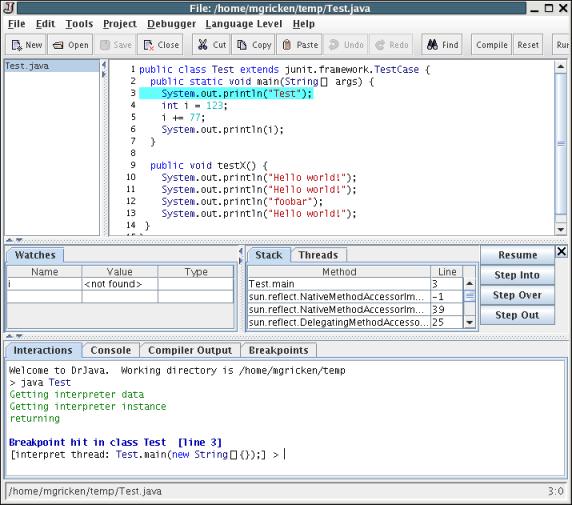 File: /home/mgricken/temp/Test.java
File Edit Tools Project Debugger Language Level Help
New Open Save Close Cut Copy Paste Undo Redo Find Compile Reset Rur
Test.java
1 public class Test extends junit.framework.TestCase {
2 public static void main(String[] args) {
3 System.out.println("Test");
4 int i = 123;
5 i += 77;
6 System.out.println(i);
7 }
8
9 public void testX() {
10 System.out.println("Hello world!");
11 System.out.println("Hello world!");
12 System.out.println("foobar");
13 System.out.println("Hello world!");
14 }
15 }
Watches
Name Value Type
i <not found>
Stack Threads
Method Line
Test.main 3
sun.reflect.NativeMethodAccessorIm... -1
sun.reflect.NativeMethodAccessorIm... 39
sun.reflect.DelegatingMethodAccesso... 25
Resume
Step Into
Step Over
Step Out
Interactions Console Compiler Output Breakpoints
Welcome to DrJava. Working directory is /home/mgricken/temp
> java Test
Getting interpreter data
Getting interpreter instance
returning
Breakpoint hit in class Test [line 3]
[interpret thread: Test.main(new String[]{});] >
/home/mgricken/temp/Test.java 3:0